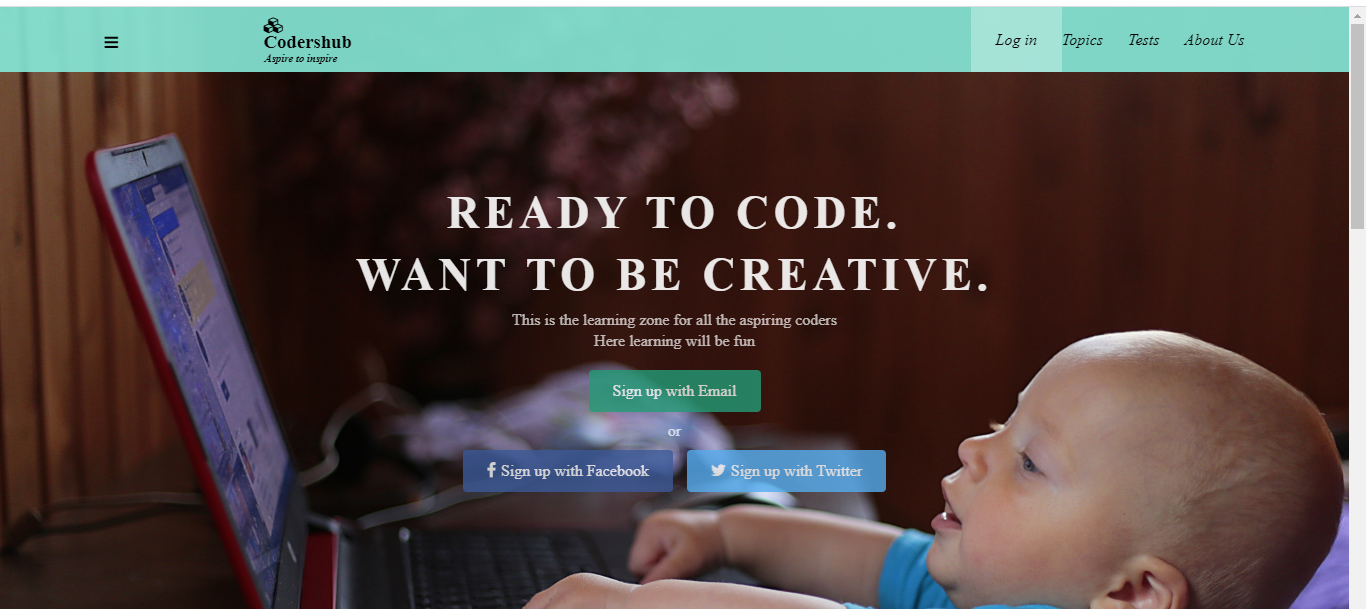 Codershub
Aspire to inspire
Log in Topics Tests About Us
READY TO CODE.
WANT TO BE CREATIVE.
This is the learning zone for all the aspiring coders
Here learning will be fun
Sign up with Email
or
Sign up with Facebook Sign up with Twitter